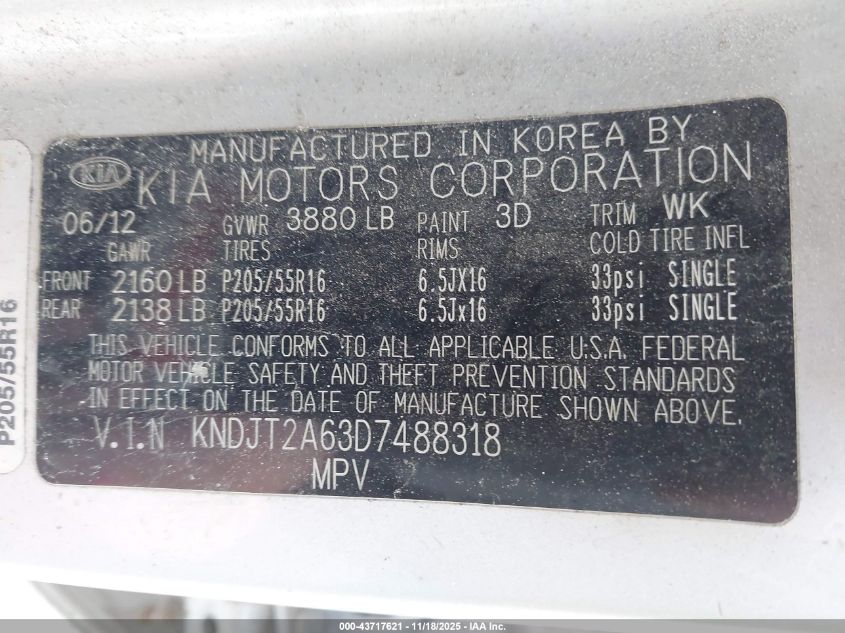 MANUFACTURED IN KOREA BY
KIA KIA MOTORS CORPORATION
06/12 GVWR 3880 LB PAINT 3D TRIM WK
GAWR TIRES RIMS COLD TIRE INFL
FRONT 2160 LB P205/55R16 6.5JX16 33psi SINGLE
REAR 2138 LB P205/55R16 6.5Jx16 33psi SINGLE
THIS VEHICLE CONFORMS TO ALL APPLICABLE U.S.A. FEDERAL
MOTOR VEHICLE SAFETY AND THEFT PREVENTION STANDARDS
IN EFFECT ON THE DATE OF MANUFACTURE SHOWN ABOVE.
V.I.N KNDJT2A63D7488318
MPV
P205/55R16
000-43717621 - 11/18/2025 - IAA Inc.